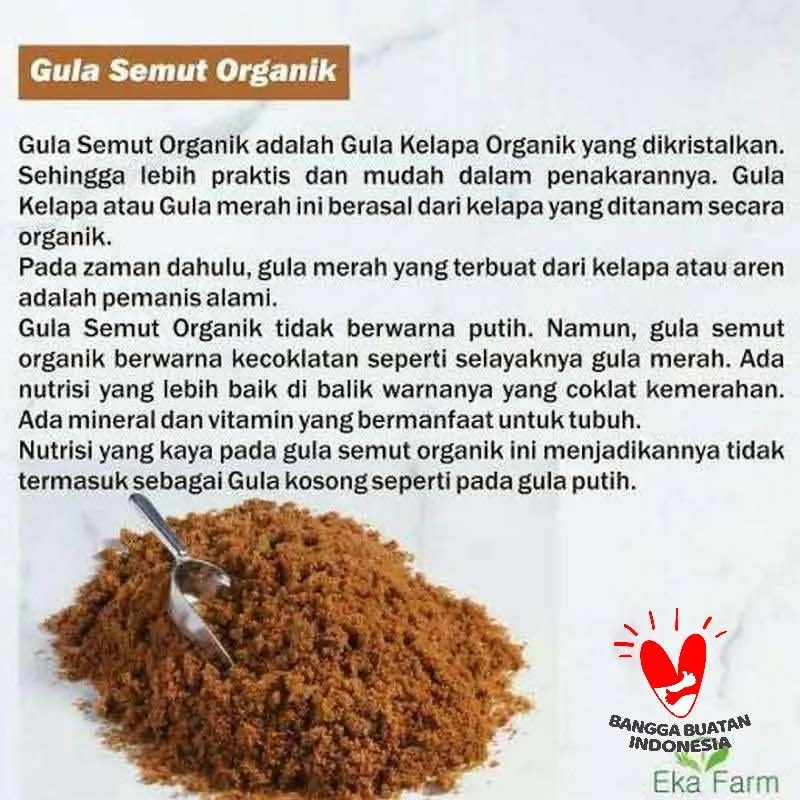 Gula Semut Organik
Gula Semut Organik adalah Gula Kelapa Organik yang dikristalkan.
Sehingga lebih praktis dan mudah dalam penakarannya. Gula
Kelapa atau Gula merah ini berasal dari kelapa yang ditanam secara
organik.
Pada zaman dahulu, gula merah yang terbuat dari kelapa atau aren
adalah pemanis alami.
Gula Semut Organik tidak berwarna putih. Namun, gula semut
organik berwarna kecoklatan seperti selayaknya gula merah. Ada
nutrisi yang lebih baik di balik warnanya yang coklat kemerahan.
Ada mineral dan vitamin yang bermanfaat untuk tubuh.
Nutrisi yang kaya pada gula semut organik ini menjadikannya tidak
termasuk sebagai Gula kosong seperti pada gula putih.
BANGGA BUATAN
INDONESIA
Eka Farm